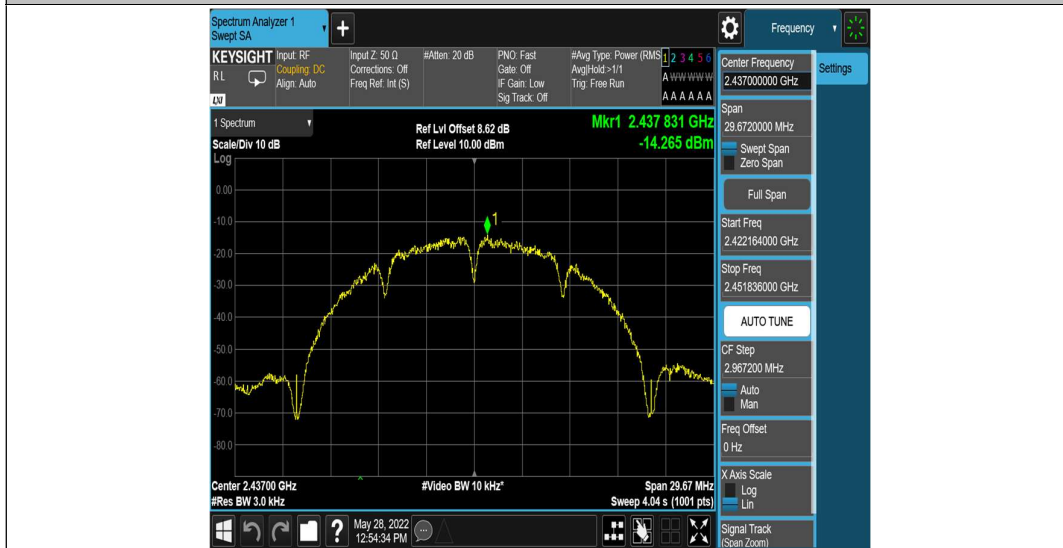 Spectrum Analyzer 1
Swept SA
+
Frequency
KEYSIGHT
RL
LXI
Input: RF
Coupling: DC
Align: Auto
Input Z: 50 Ω
Corrections: Off
Freq Ref: Int (S)
#Atten: 20 dB
PNO: Fast
Gate: Off
IF Gain: Low
Sig Track: Off
#Avg Type: Power (RMS
Avg|Hold:>1/1
Trig: Free Run
1 2 3 4 5 6
A W W W W W
A A A A A A
1 Spectrum
Scale/Div 10 dB
Ref Lvl Offset 8.62 dB
Ref Level 10.00 dBm
Mkr1 2.437 831 GHz
-14.265 dBm
Log
0.00
-10.0
-20.0
-30.0
-40.0
-50.0
-60.0
-70.0
-80.0
1
Center 2.43700 GHz
#Res BW 3.0 kHz
#Video BW 10 kHz*
Span 29.67 MHz
Sweep 4.04 s (1001 pts)
?
May 28, 2022
12:54:34 PM
Center Frequency
2.437000000 GHz
Settings
Span
29.6720000 MHz
Swept Span
Zero Span
Full Span
Start Freq
2.422164000 GHz
Stop Freq
2.451836000 GHz
AUTO TUNE
CF Step
2.967200 MHz
Auto
Man
Freq Offset
0 Hz
X Axis Scale
Log
Lin
Signal Track
(Span Zoom)